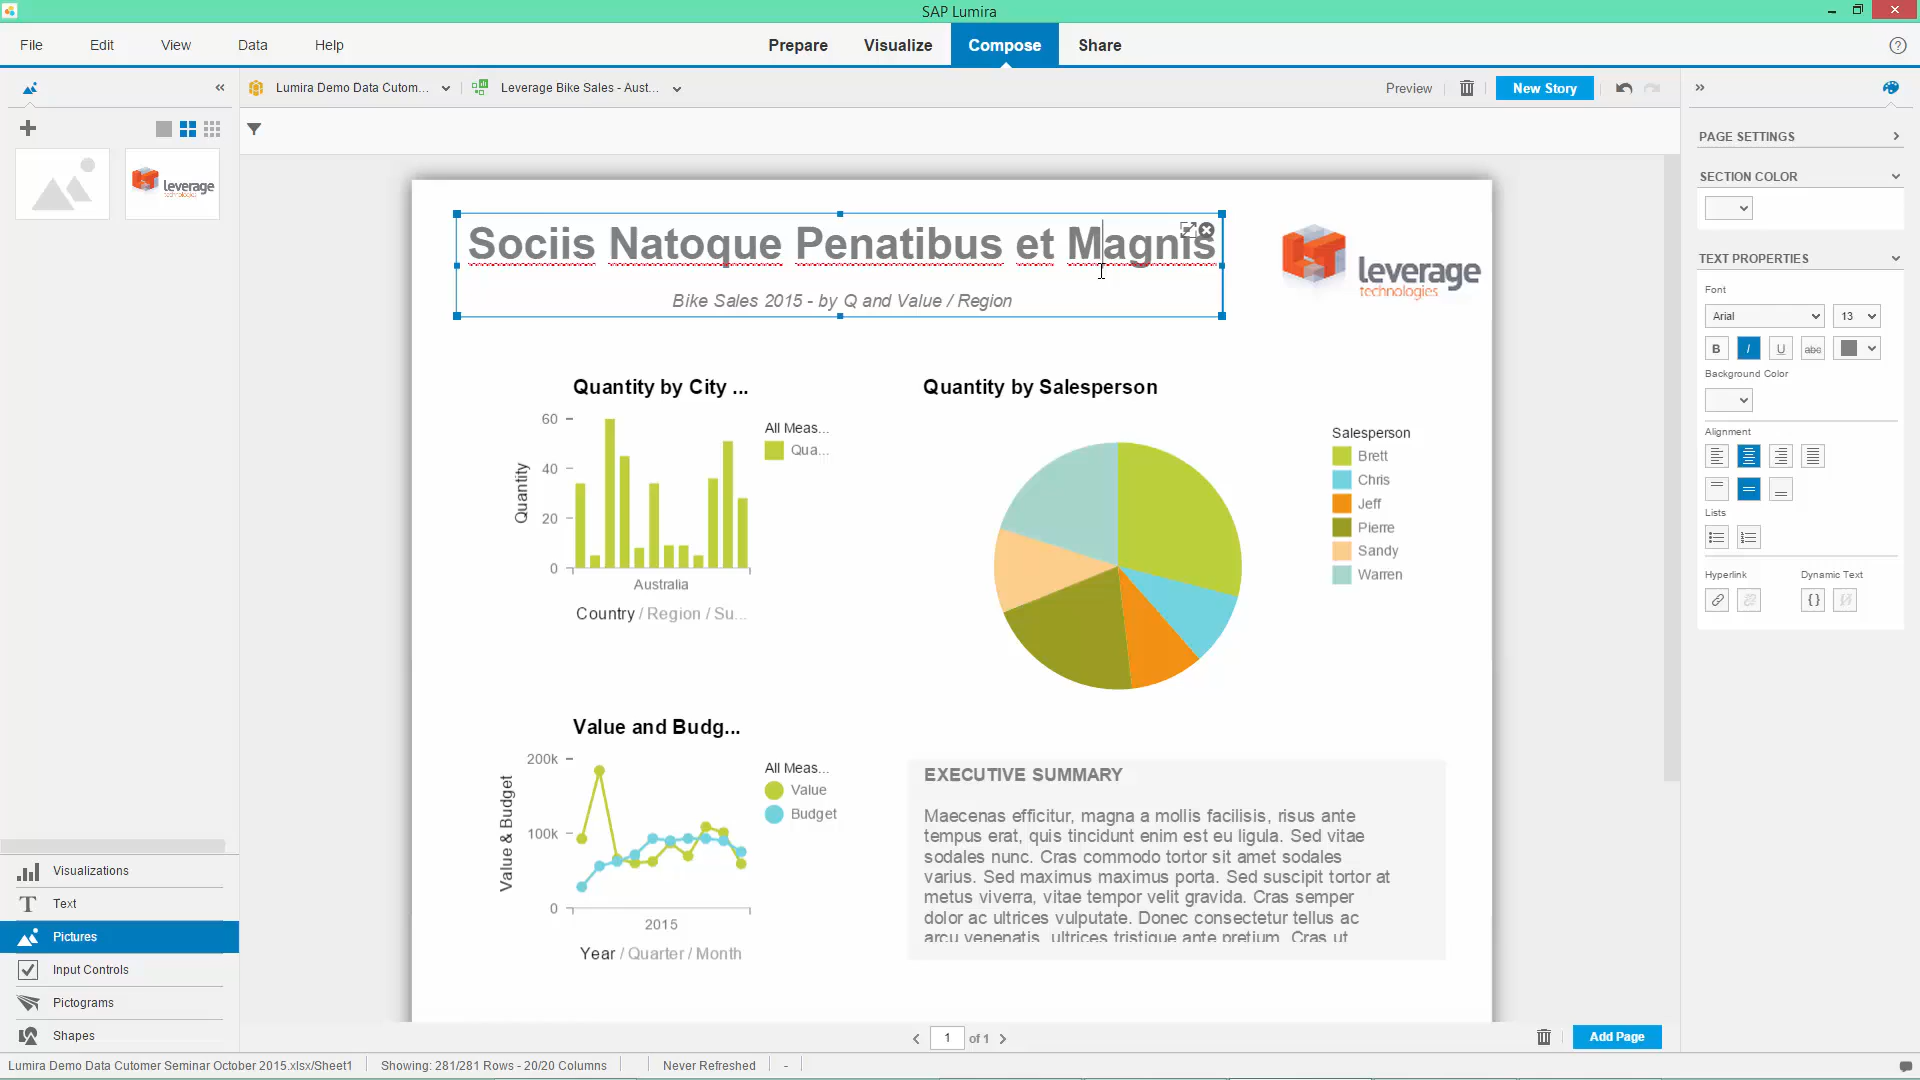 SAP Lumira
File Edit View Data Help Prepare Visualize Compose Share
Lumira Demo Data Cutom... Leverage Bike Sales - Aust... Preview New Story
leverage
PAGE SETTINGS
SECTION COLOR
Sociis Natoque Penatibus et Magnis
Bike Sales 2015 - by Q and Value / Region
leverage
technologies
TEXT PROPERTIES
Font
Arial 13
B I U abc
Background Color
Alignment
Lists
Hyperlink Dynamic Text
{ }
Quantity by City ...
60
40
20
0
Quantity
Australia
Country / Region / Su...
All Meas...
Qua...
Quantity by Salesperson
Salesperson
Brett
Chris
Jeff
Pierre
Sandy
Warren
Value and Budg...
200k
100k
0
Value & Budget
2015
Year / Quarter / Month
All Meas...
Value
Budget
EXECUTIVE SUMMARY
Maecenas efficitur, magna a mollis facilisis, risus ante
tempus erat, quis tincidunt enim est eu ligula. Sed vitae
sodales nunc. Cras commodo tortor sit amet sodales
varius. Sed maximus maximus porta. Sed suscipit tortor at
metus viverra, vitae tempor velit gravida. Cras semper
dolor ac ultrices vulputate. Donec consectetur tellus ac
arcu venenatis, ultrices tristique ante pretium. Cras ut
Visualizations
Text
Pictures
Input Controls
Pictograms
Shapes
1 of 1 Add Page
Lumira Demo Data Cutomer Seminar October 2015.xlsx/Sheet1 Showing: 281/281 Rows - 20/20 Columns Never Refreshed -